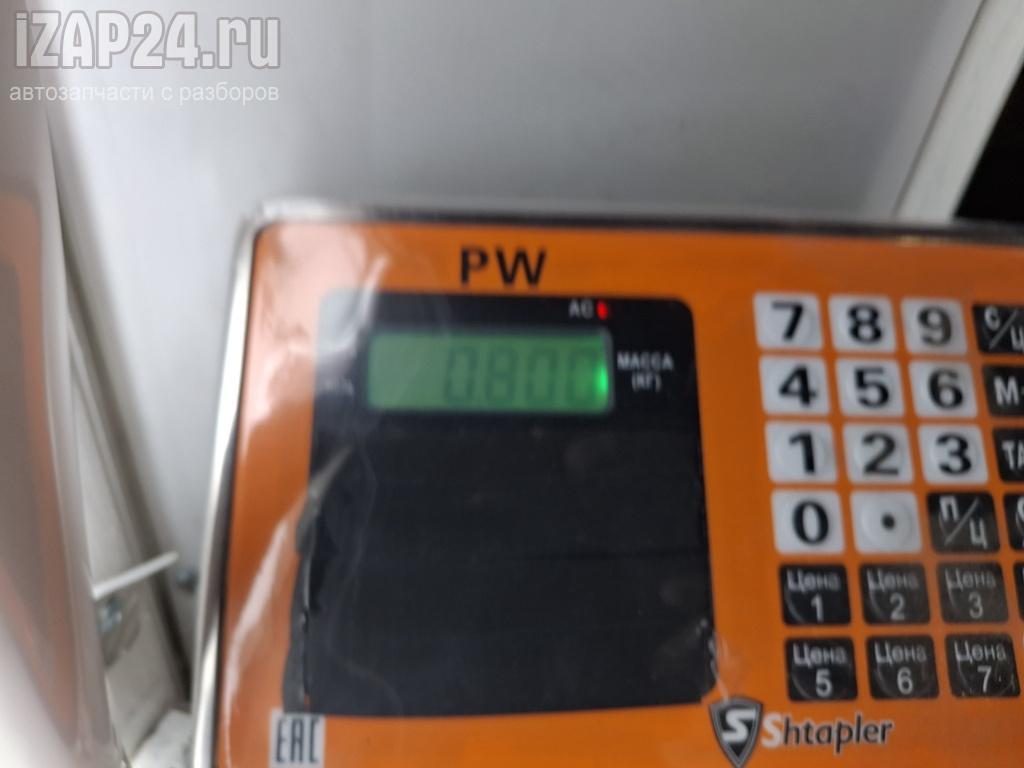 iZAP24.ru
автозапчасти с разборов
PW
AC
0.800
МАССА
(КГ)
7 8 9 С/Ц
4 5 6
1 2 3
0 • П/Ц
Цена 1 Цена 2 Цена 3
Цена 5 Цена 6 Цена 7
EAC
Shtapler